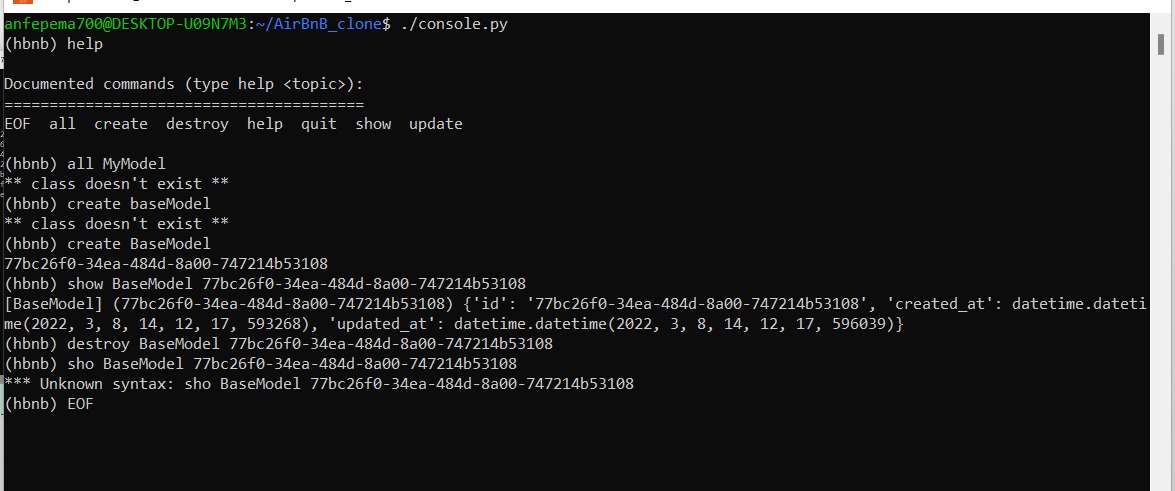 anfepema700@DESKTOP-U09N7M3:~/AirBnB_clone$ ./console.py
(hbnb) help
Documented commands (type help <topic>):
========================================
EOF  all  create  destroy  help  quit  show  update
(hbnb) all MyModel
** class doesn't exist **
(hbnb) create baseModel
** class doesn't exist **
(hbnb) create BaseModel
77bc26f0-34ea-484d-8a00-747214b53108
(hbnb) show BaseModel 77bc26f0-34ea-484d-8a00-747214b53108
[BaseModel] (77bc26f0-34ea-484d-8a00-747214b53108) {'id': '77bc26f0-34ea-484d-8a00-747214b53108', 'created_at': datetime.dateti
me(2022, 3, 8, 14, 12, 17, 593268), 'updated_at': datetime.datetime(2022, 3, 8, 14, 12, 17, 596039)}
(hbnb) destroy BaseModel 77bc26f0-34ea-484d-8a00-747214b53108
(hbnb) sho BaseModel 77bc26f0-34ea-484d-8a00-747214b53108
*** Unknown syntax: sho BaseModel 77bc26f0-34ea-484d-8a00-747214b53108
(hbnb) EOF